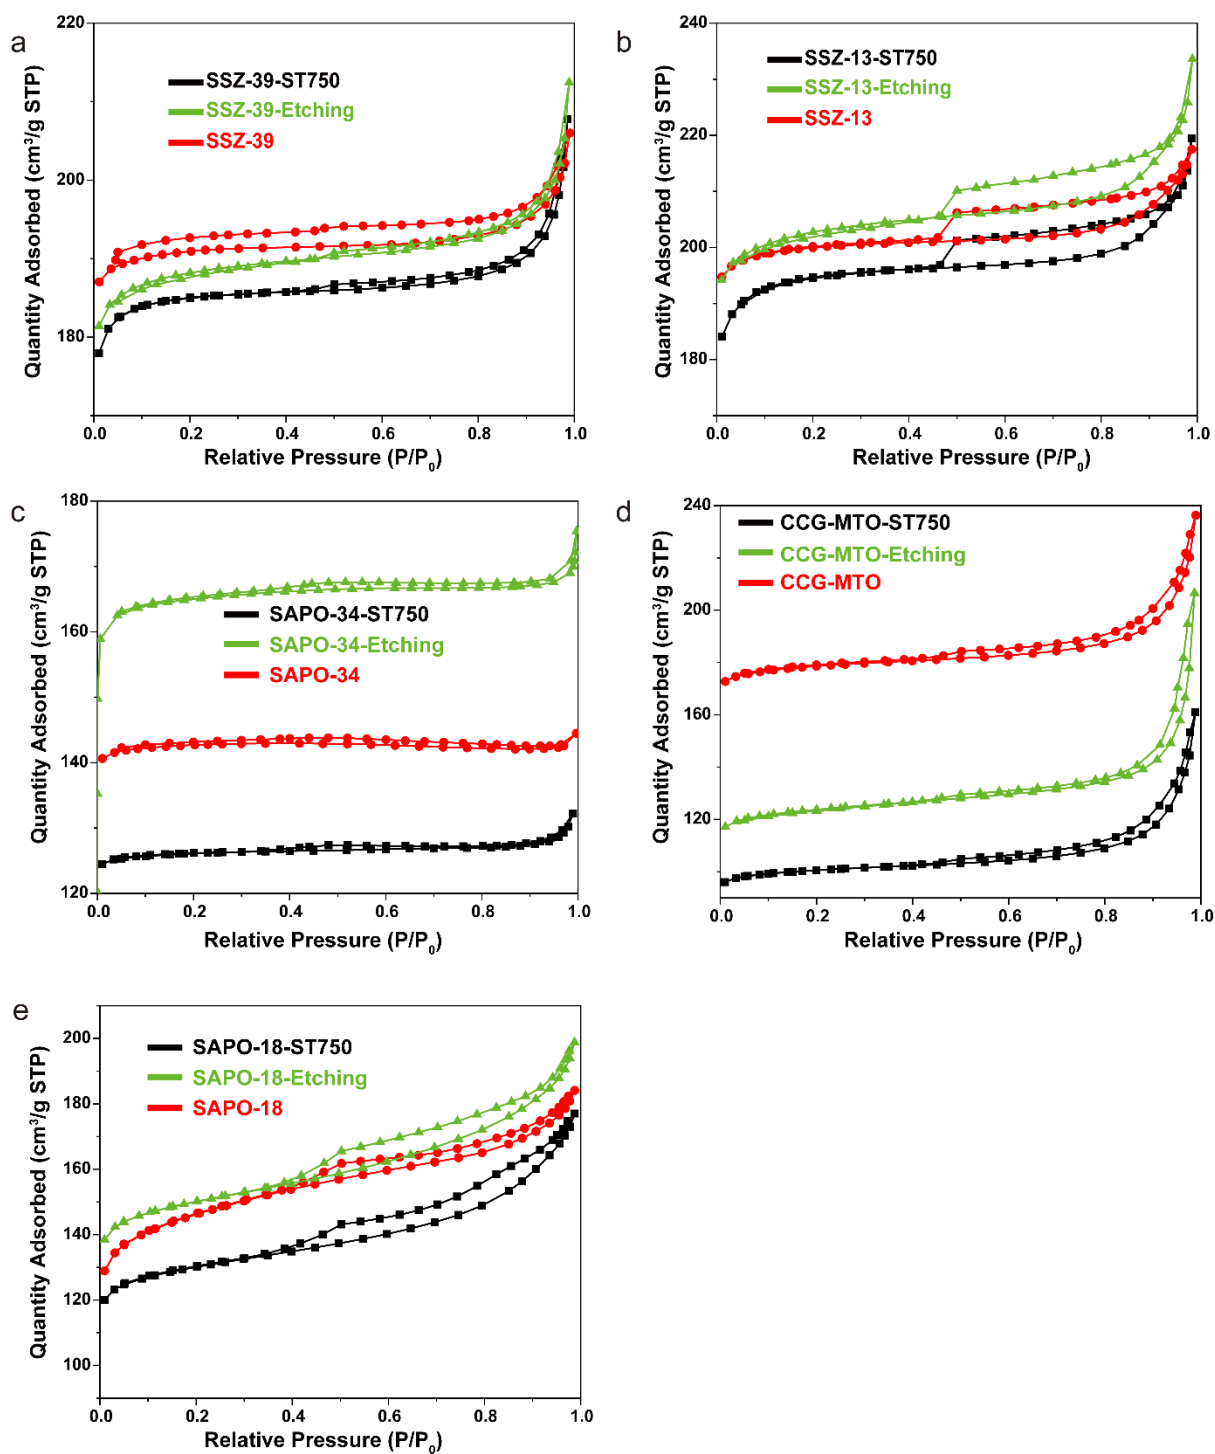 a
220
200
180
Quantity Adsorbed (cm³/g STP)
SSZ-39-ST750
SSZ-39-Etching
SSZ-39
0.0 0.2 0.4 0.6 0.8 1.0
Relative Pressure (P/P₀)
b
240
220
200
180
Quantity Adsorbed (cm³/g STP)
SSZ-13-ST750
SSZ-13-Etching
SSZ-13
0.0 0.2 0.4 0.6 0.8 1.0
Relative Pressure (P/P₀)
c
180
160
140
120
Quantity Adsorbed (cm³/g STP)
SAPO-34-ST750
SAPO-34-Etching
SAPO-34
0.0 0.2 0.4 0.6 0.8 1.0
Relative Pressure (P/P₀)
d
240
200
160
120
Quantity Adsorbed (cm³/g STP)
CCG-MTO-ST750
CCG-MTO-Etching
CCG-MTO
0.0 0.2 0.4 0.6 0.8 1.0
Relative Pressure (P/P₀)
e
200
180
160
140
120
100
Quantity Adsorbed (cm³/g STP)
SAPO-18-ST750
SAPO-18-Etching
SAPO-18
0.0 0.2 0.4 0.6 0.8 1.0
Relative Pressure (P/P₀)